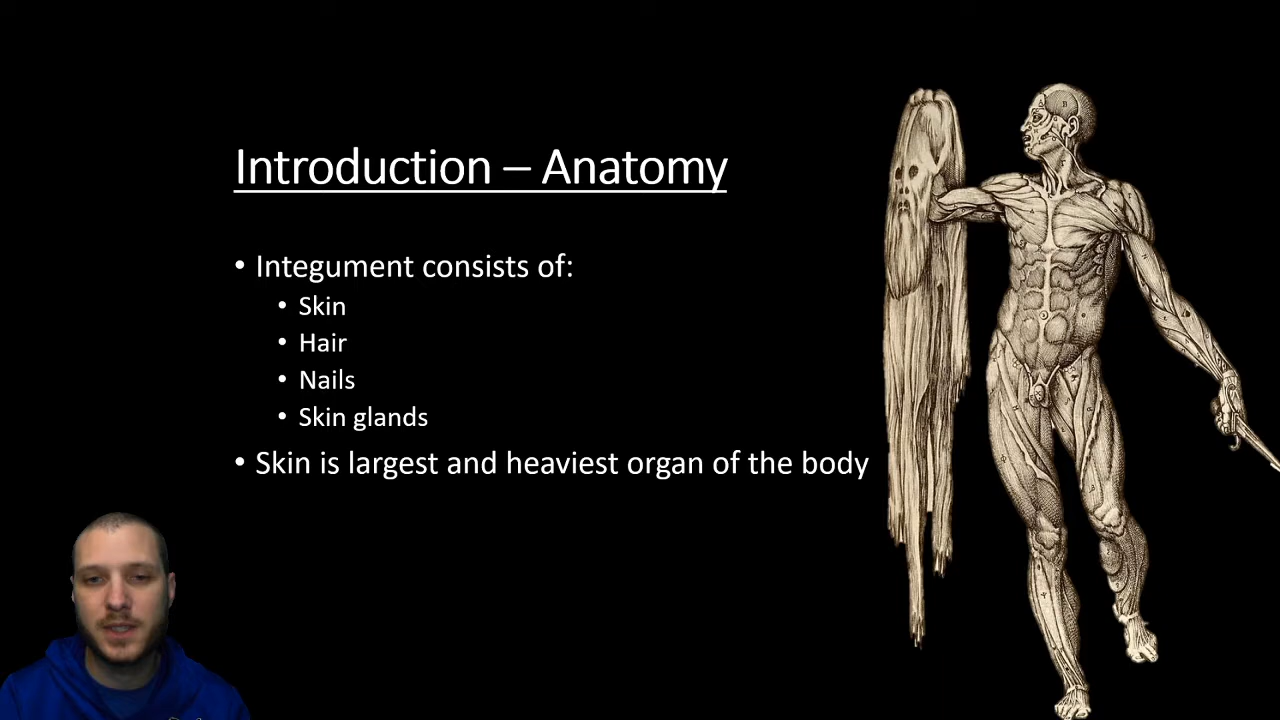 Introduction – Anatomy
• Integument consists of:
• Skin
• Hair
• Nails
• Skin glands
• Skin is largest and heaviest organ of the body